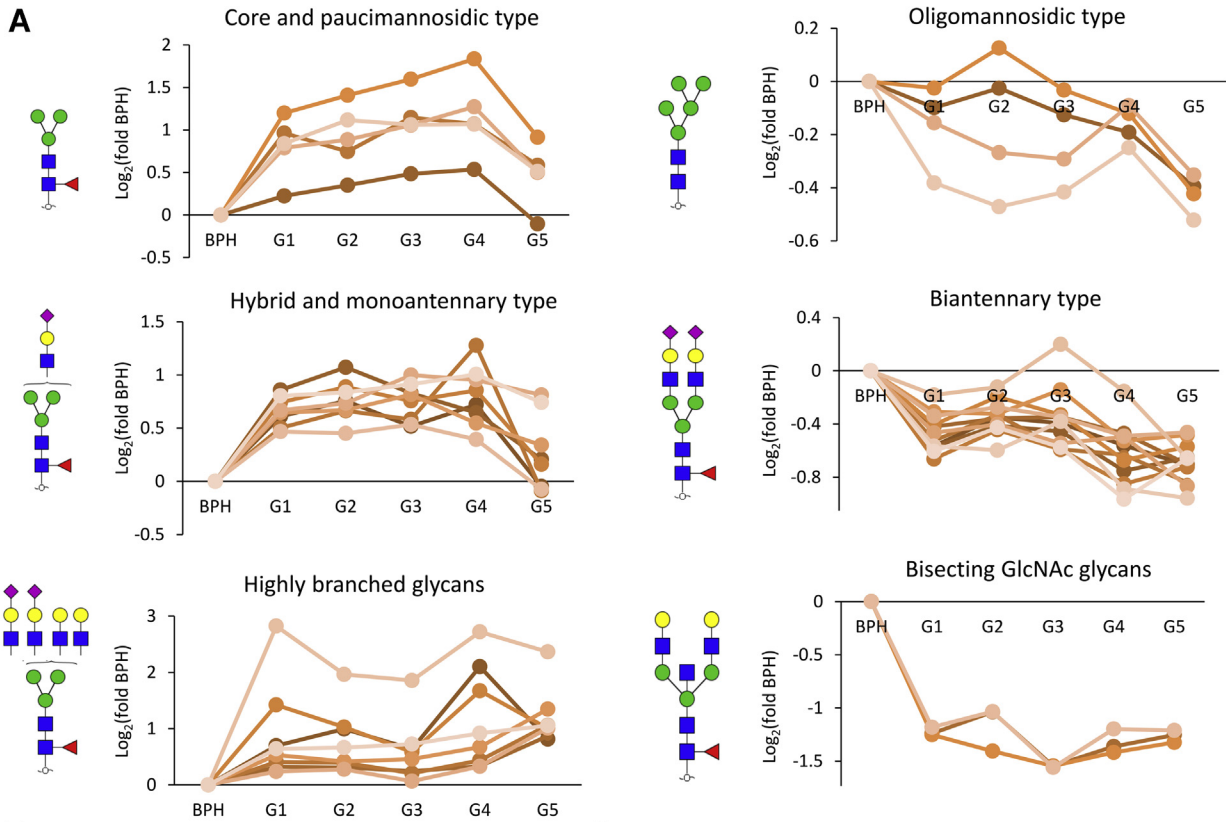 A
Core and paucimannosidic type
Log2(fold BPH)
2
1.5
1
0.5
0
-0.5
BPH G1 G2 G3 G4 G5
Oligomannosidic type
Log2(fold BPH)
0.2
0
-0.2
-0.4
-0.6
BPH G1 G2 G3 G4 G5
Hybrid and monoantennary type
Log2(fold BPH)
1.5
1
0.5
0
-0.5
BPH G1 G2 G3 G4 G5
Biantennary type
Log2(fold BPH)
0.4
0
-0.4
-0.8
BPH G1 G2 G3 G4 G5
Highly branched glycans
Log2(fold BPH)
3
2
1
0
BPH G1 G2 G3 G4 G5
Bisecting GlcNAc glycans
Log2(fold BPH)
0
-0.5
-1
-1.5
BPH G1 G2 G3 G4 G5